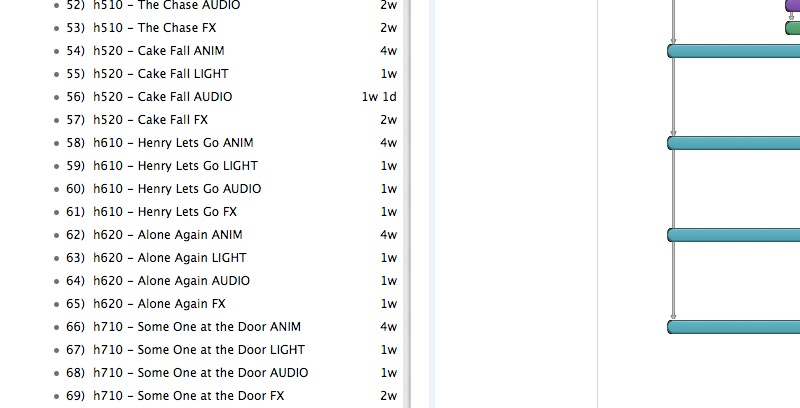 52) h510 – The Chase AUDIO 2w
53) h510 – The Chase FX 2w
54) h520 – Cake Fall ANIM 4w
55) h520 – Cake Fall LIGHT 1w
56) h520 – Cake Fall AUDIO 1w 1d
57) h520 – Cake Fall FX 2w
58) h610 – Henry Lets Go ANIM 4w
59) h610 – Henry Lets Go LIGHT 1w
60) h610 – Henry Lets Go AUDIO 1w
61) h610 – Henry Lets Go FX 1w
62) h620 – Alone Again ANIM 4w
63) h620 – Alone Again LIGHT 1w
64) h620 – Alone Again AUDIO 1w
65) h620 – Alone Again FX 1w
66) h710 – Some One at the Door ANIM 4w
67) h710 – Some One at the Door LIGHT 1w
68) h710 – Some One at the Door AUDIO 1w
69) h710 – Some One at the Door FX 2w